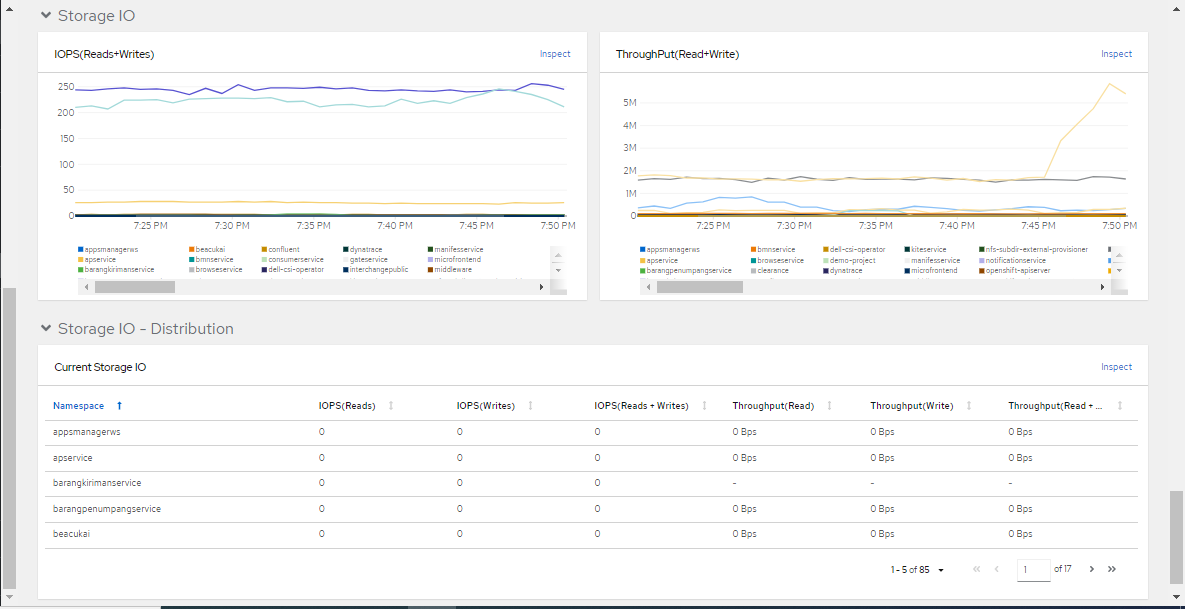 Storage IO
IOPS(Reads+Writes) Inspect
250
200
150
100
50
0
7:25 PM 7:30 PM 7:35 PM 7:40 PM 7:45 PM 7:50 PM
appsmanagerws beacukai confluent dynatrace manifesservice
apservice bmnservice consumerservice gateservice microfrontend
barangkirimanservice browseservice dell-csi-operator interchangepublic middleware
ThroughPut(Read+Write) Inspect
5M
4M
3M
2M
1M
0
7:25 PM 7:30 PM 7:35 PM 7:40 PM 7:45 PM 7:50 PM
appsmanagerws bmnservice dell-csi-operator kiteservice nfs-subdir-external-provisioner
apservice browseservice demo-project manifesservice notificationservice
barangpenumpangservice clearance dynatrace microfrontend openshift-apiserver
Storage IO - Distribution
Current Storage IO Inspect
Namespace IOPS(Reads) IOPS(Writes) IOPS(Reads + Writes) Throughput(Read) Throughput(Write) Throughput(Read + ...
appsmanagerws 0 0 0 0 Bps 0 Bps 0 Bps
apservice 0 0 0 0 Bps 0 Bps 0 Bps
barangkirimanservice 0 0 0 - - -
barangpenumpangservice 0 0 0 0 Bps 0 Bps 0 Bps
beacukai 0 0 0 0 Bps 0 Bps 0 Bps
1 - 5 of 85 1 of 17